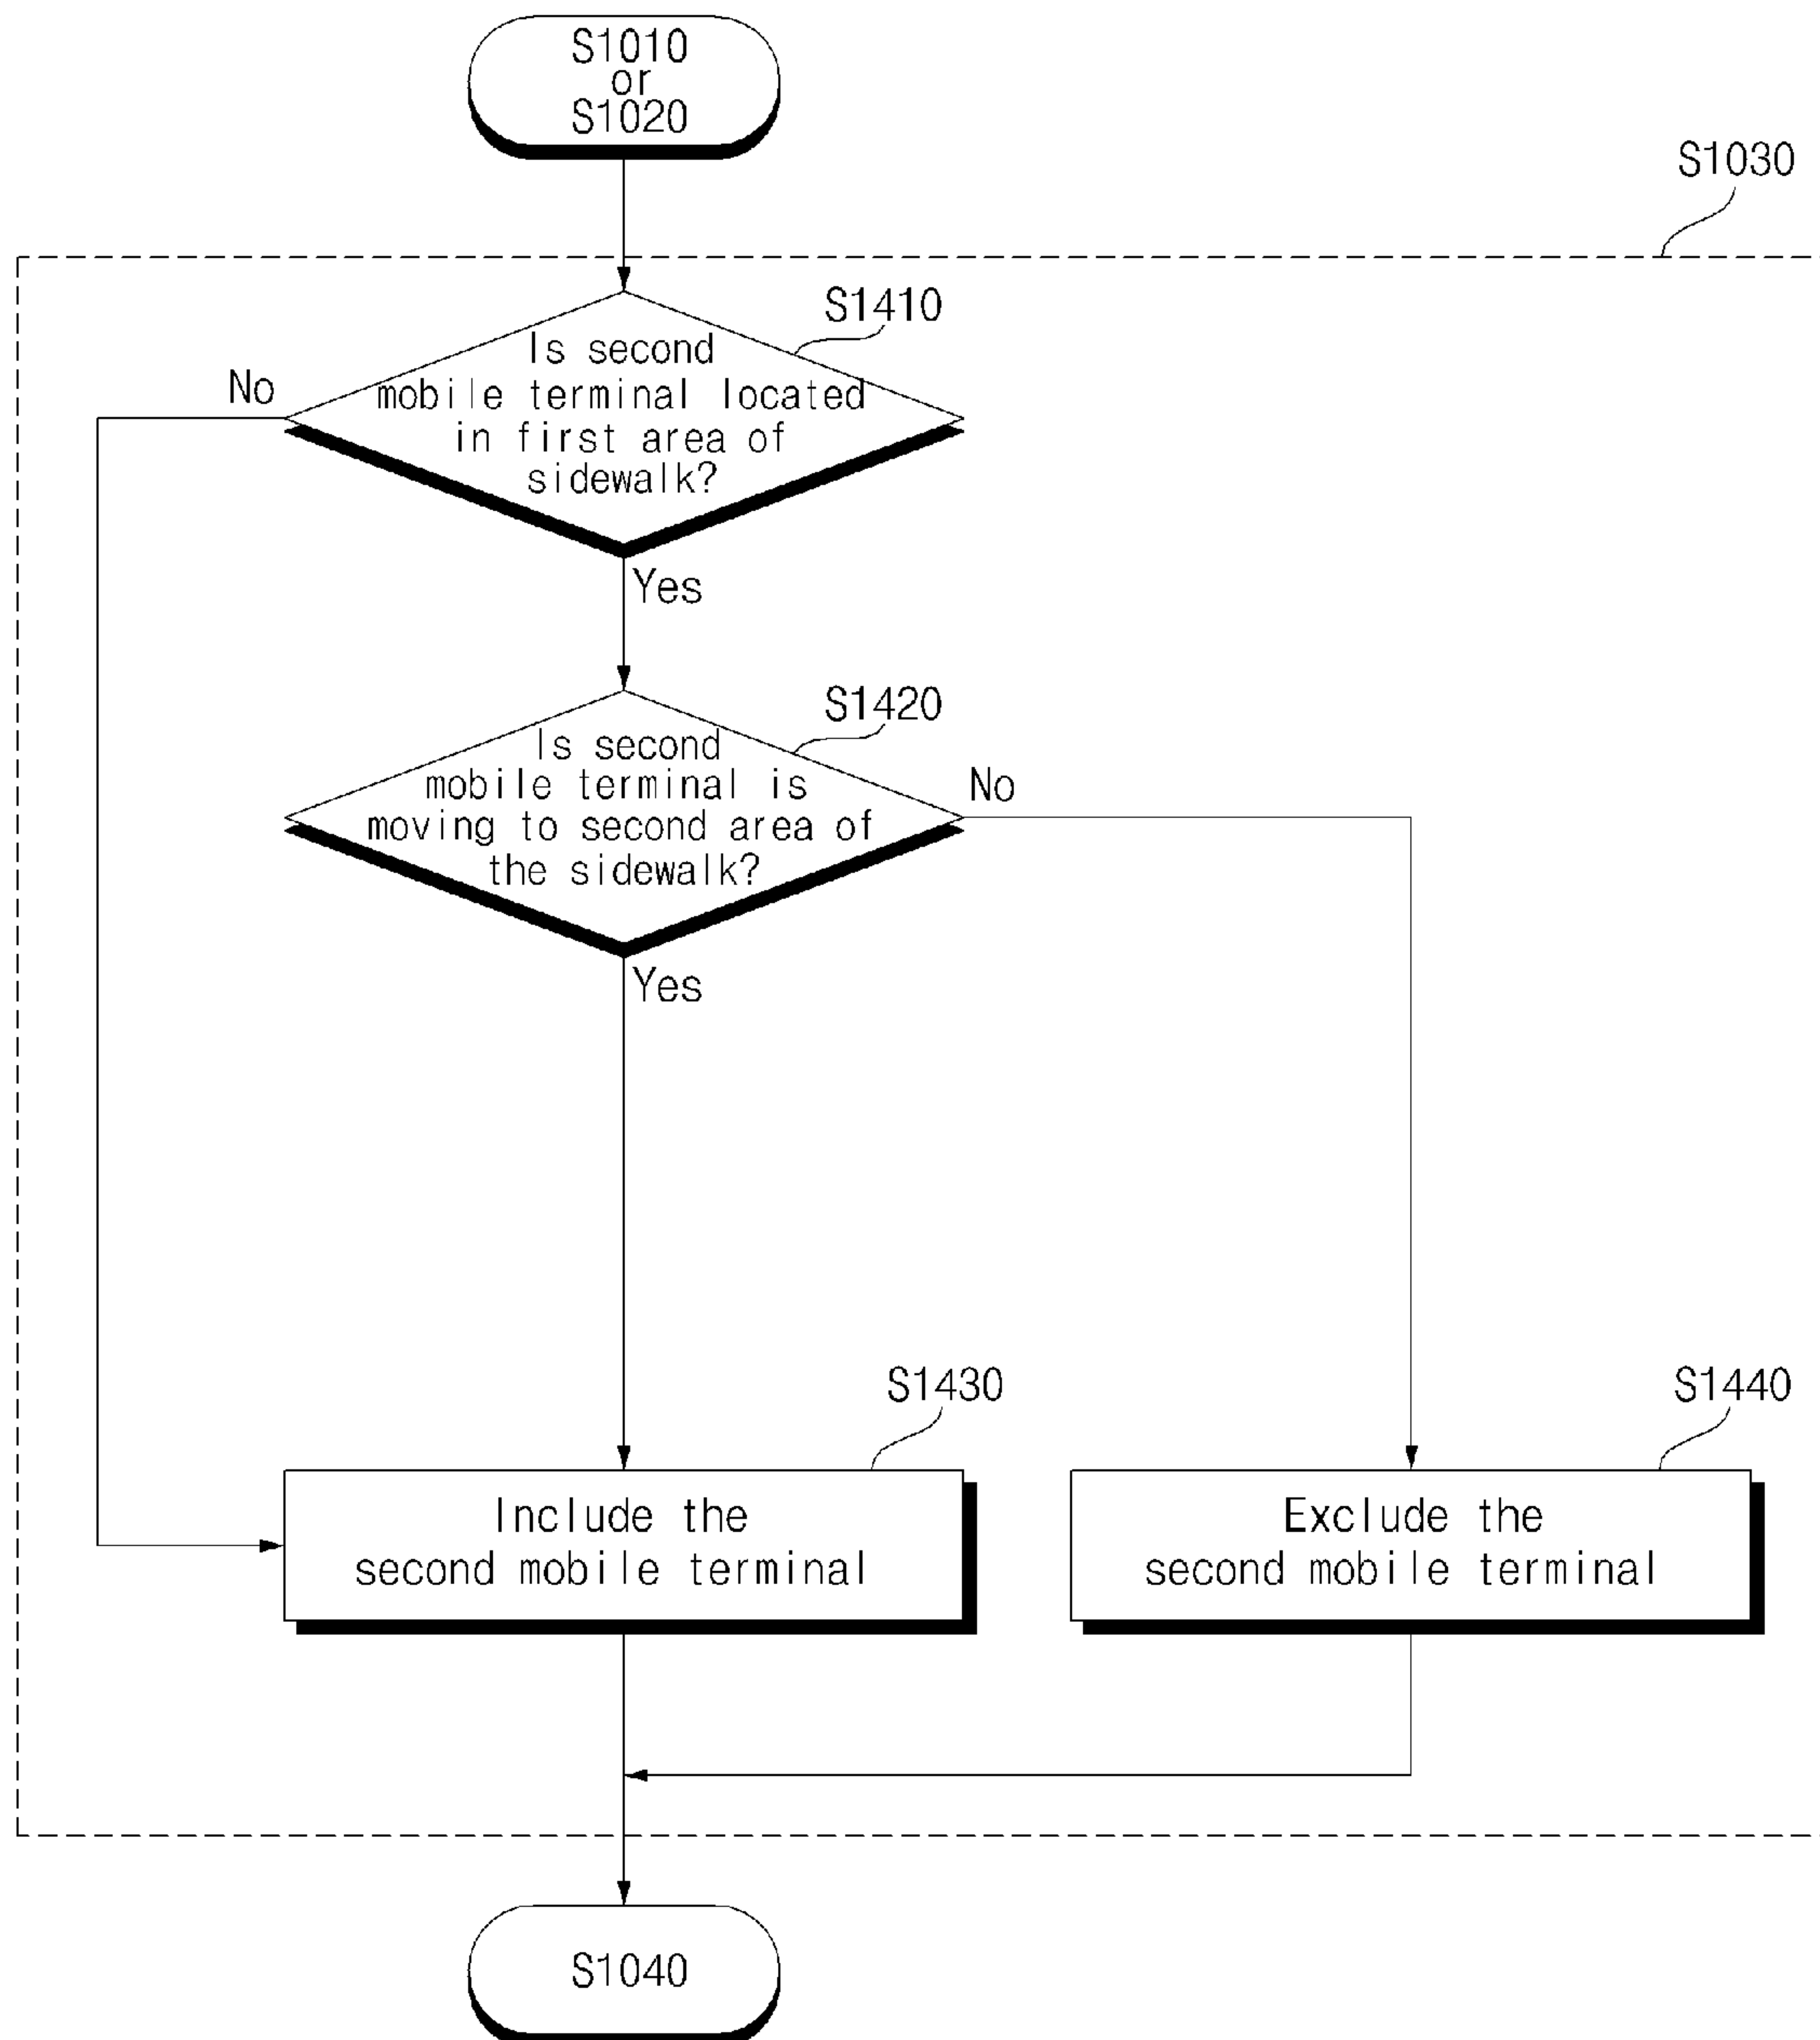 S1010
or
S1020
S1030
S1410
Is second
mobile terminal located
in first area of
sidewalk?
No
Yes
S1420
Is second
mobile terminal is
moving to second area of
the sidewalk?
No
Yes
S1430
S1440
Include the
second mobile terminal
Exclude the
second mobile terminal
S1040